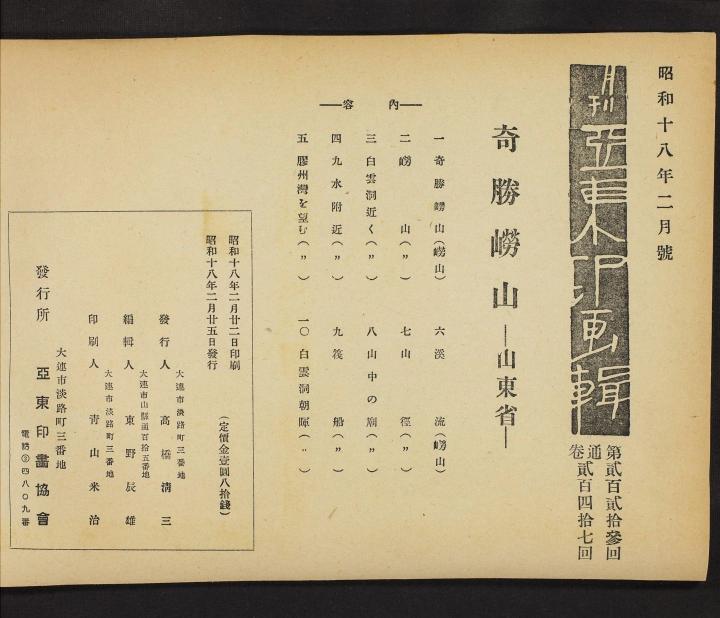 昭和十八年二月號
月刊 亞東印画輯
第貳百貳拾參回
通卷貳百四拾七回
奇勝嶗山 ―山東省―
―內容―
一 奇勝嶗山(嶗山)
二 嶗山(〃)
三 白雲洞近く(〃)
四 九水附近(〃)
五 膠州灣を望む(〃)
六 溪流(嶗山)
七 山徑(〃)
八 山中の廟(〃)
九 筏船(〃)
一〇 白雲洞朝暉(〃)
(定價金壹圓八拾錢)
昭和十八年二月廿二日印刷
昭和十八年二月廿五日發行
大連市淡路町三番地
發行人 高橋淸三
大連市山縣通百拾五番地
編輯人 東野辰雄
大連市淡路町三番地
印刷人 靑山米治
大連市淡路町三番地
發行所 亞東印畫協會
電話②四八〇九番